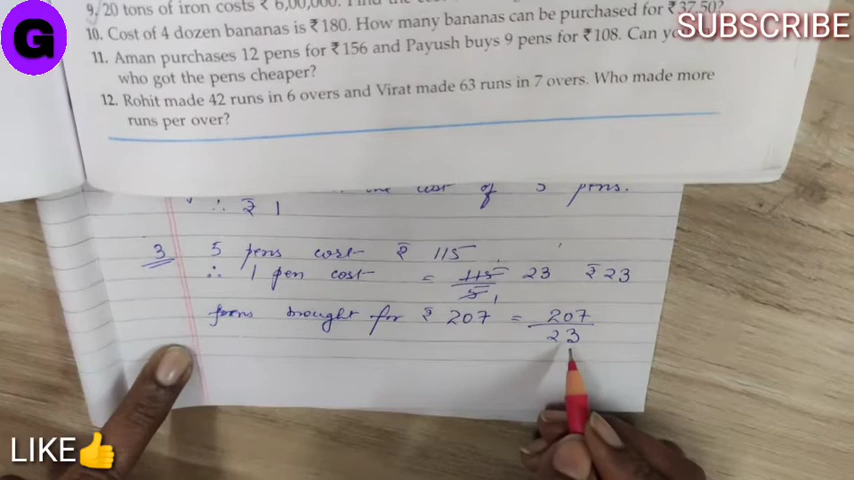 G
9. 20 tons of iron costs ₹ 6,00,000. Find the
10. Cost of 4 dozen bananas is ₹180. How many bananas can be purchased for ₹37.50?
SUBSCRIBE
11. Aman purchases 12 pens for ₹156 and Payush buys 9 pens for ₹108. Can
who got the pens cheaper?
12. Rohit made 42 runs in 6 overs and Virat made 63 runs in 7 overs. Who made more
runs per over?
cost of 5 pens.
∴ ₹ 1
3 5 pens cost ₹ 115
∴ 1 pen cost = 115/5 23 ₹23
1
pens brought for ₹ 207 = 207/23
LIKE👍